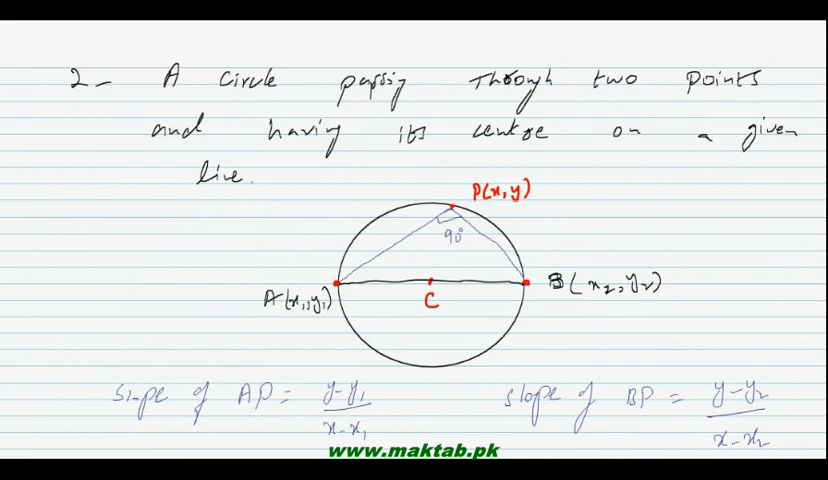 2- A circle passing Through two points
and having its centre on a given
line.
P(x,y)
90°
A(x₁,y₁)
C
B(x₂,y₂)
Slope of AP = y-y₁/x-x₁
Slope of BP = y-y₂/x-x₂
www.maktab.pk